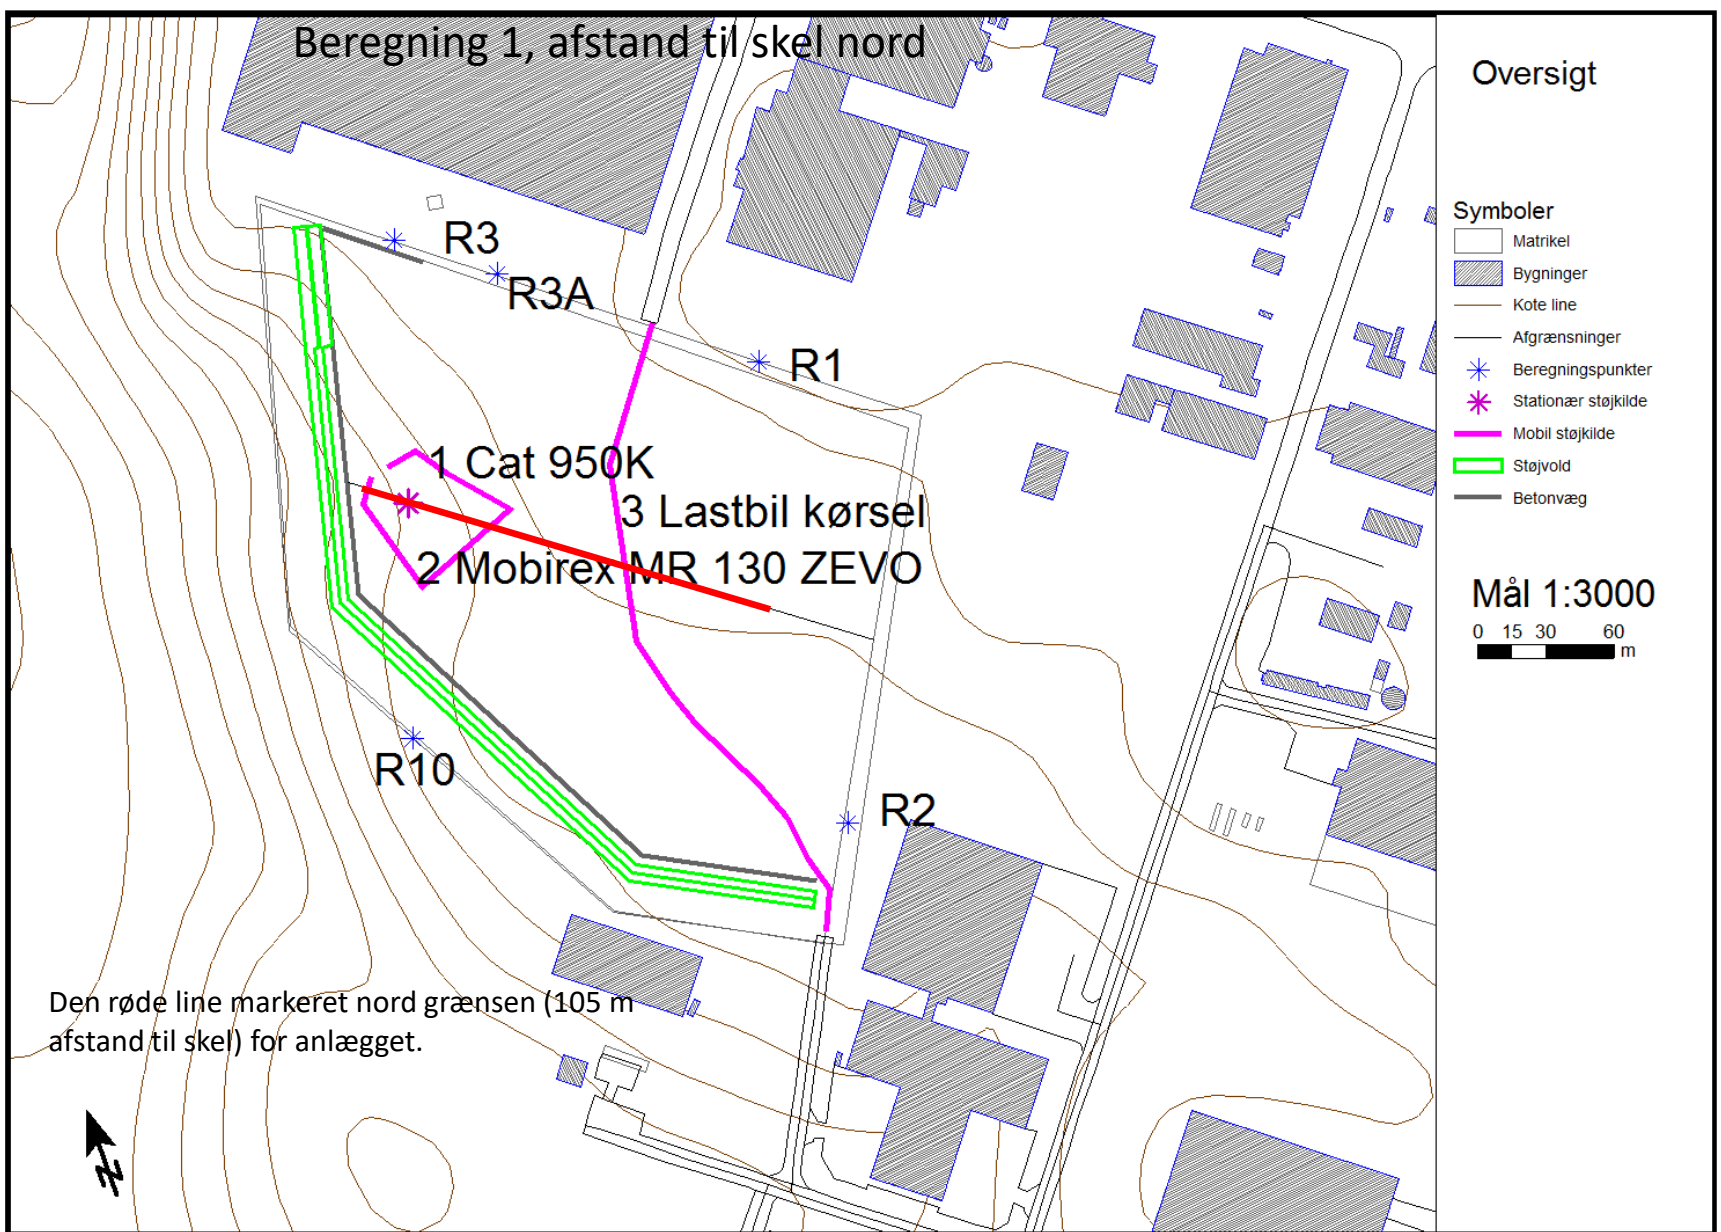 Beregning 1, afstand til skel nord
Oversigt
Symboler
Matrikel
Bygninger
Kote line
Afgrænsninger
Beregningspunkter
Stationær støjkilde
Mobil støjkilde
Støjvold
Betonvæg
Mål 1:3000
0 15 30 60
m
R3
R3A
R1
1 Cat 950K
3 Lastbil kørsel
2 Mobirex MR 130 ZEVO
R10
R2
Den røde line markeret nord grænsen (105 m
afstand til skel) for anlægget.
N